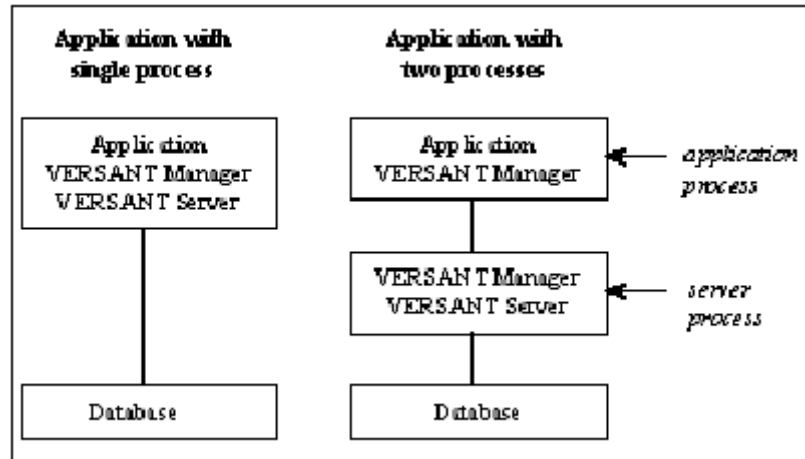 Application with
single process
Application
VERSANT Manager
VERSANT Server
Database
Application with
two processes
Application
VERSANT Manager
application
process
VERSANT Manager
VERSANT Server
server
process
Database